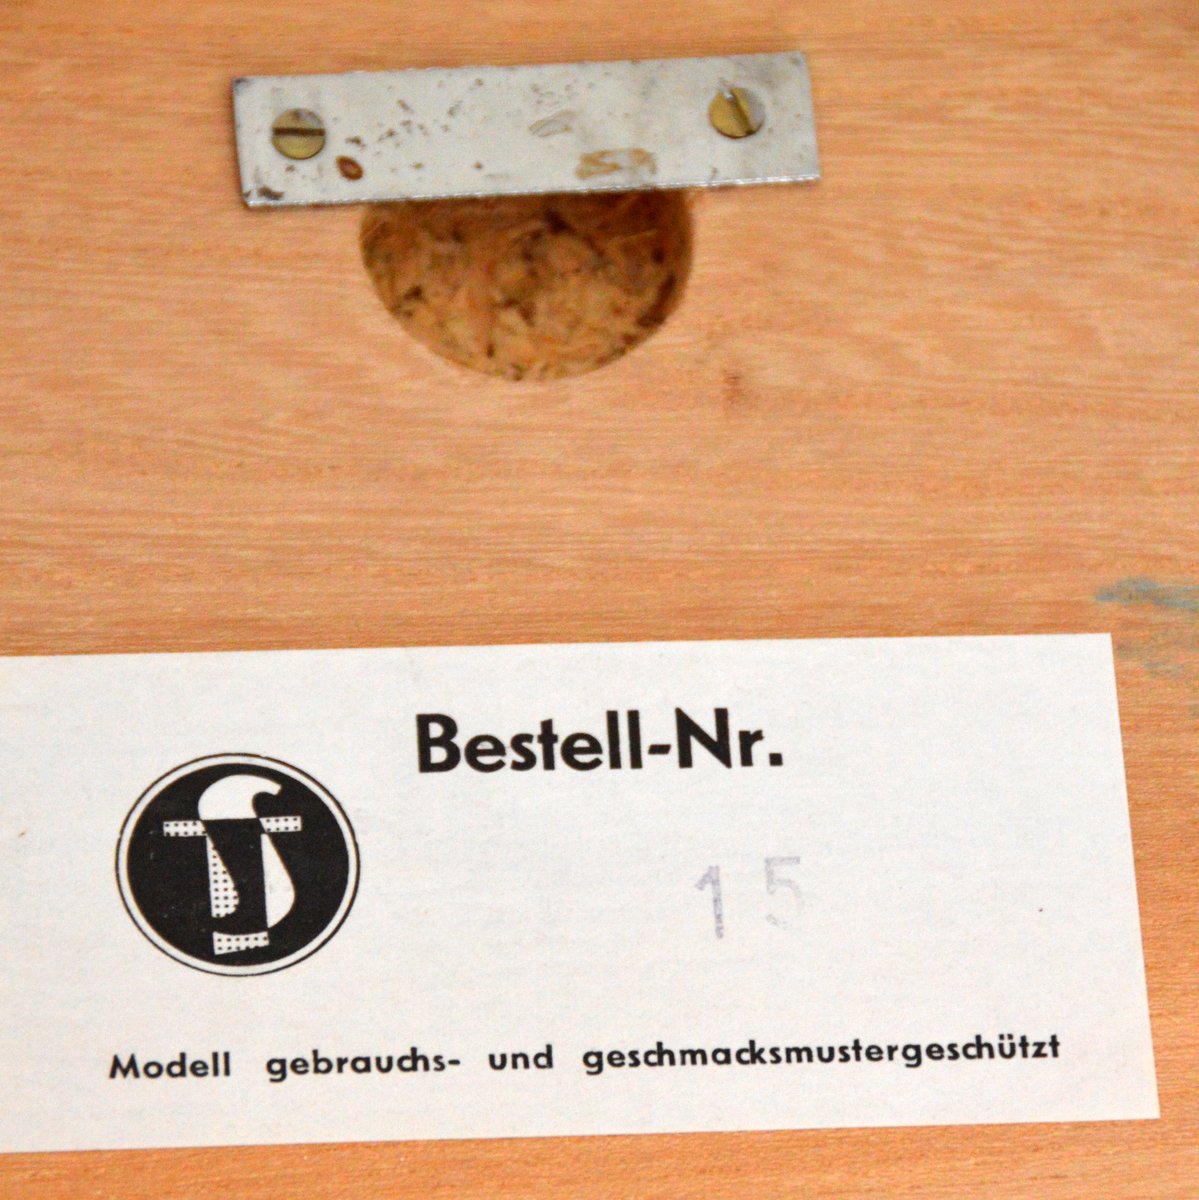 Bestell-Nr.
15
Modell gebrauchs- und geschmacksmustergeschützt